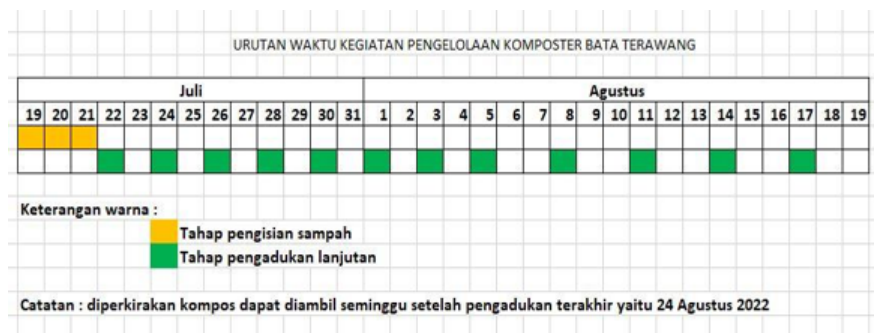 URUTAN WAKTU KEGIATAN PENGELOLAAN KOMPOSTER BATA TERAWANG
Juli Agustus
19 20 21 22 23 24 25 26 27 28 29 30 31 1 2 3 4 5 6 7 8 9 10 11 12 13 14 15 16 17 18 19
Keterangan warna :
Tahap pengisian sampah
Tahap pengadukan lanjutan
Catatan : diperkirakan kompos dapat diambil seminggu setelah pengadukan terakhir yaitu 24 Agustus 2022